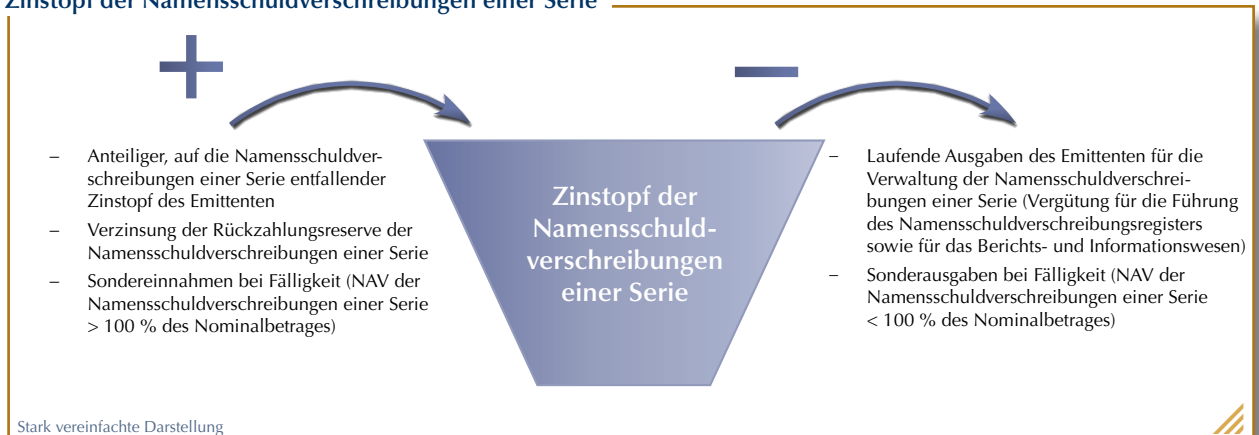 Zinstopf der Namensschuldverschreibungen einer Serie
+
–
– Anteiliger, auf die Namensschuldver-
schreibungen einer Serie entfallender
Zinstopf des Emittenten
– Verzinsung der Rückzahlungsreserve der
Namensschuldverschreibungen einer Serie
– Sondereinnahmen bei Fälligkeit (NAV der
Namensschuldverschreibungen einer Serie
> 100 % des Nominalbetrages)
Zinstopf der
Namensschuld-
verschreibungen
einer Serie
– Laufende Ausgaben des Emittenten für die
Verwaltung der Namensschuldverschrei-
bungen einer Serie (Vergütung für die Führung
des Namensschuldverschreibungsregisters
sowie für das Berichts- und Informationswesen)
– Sonderausgaben bei Fälligkeit (NAV der
Namensschuldverschreibungen einer Serie
< 100 % des Nominalbetrages)
Stark vereinfachte Darstellung